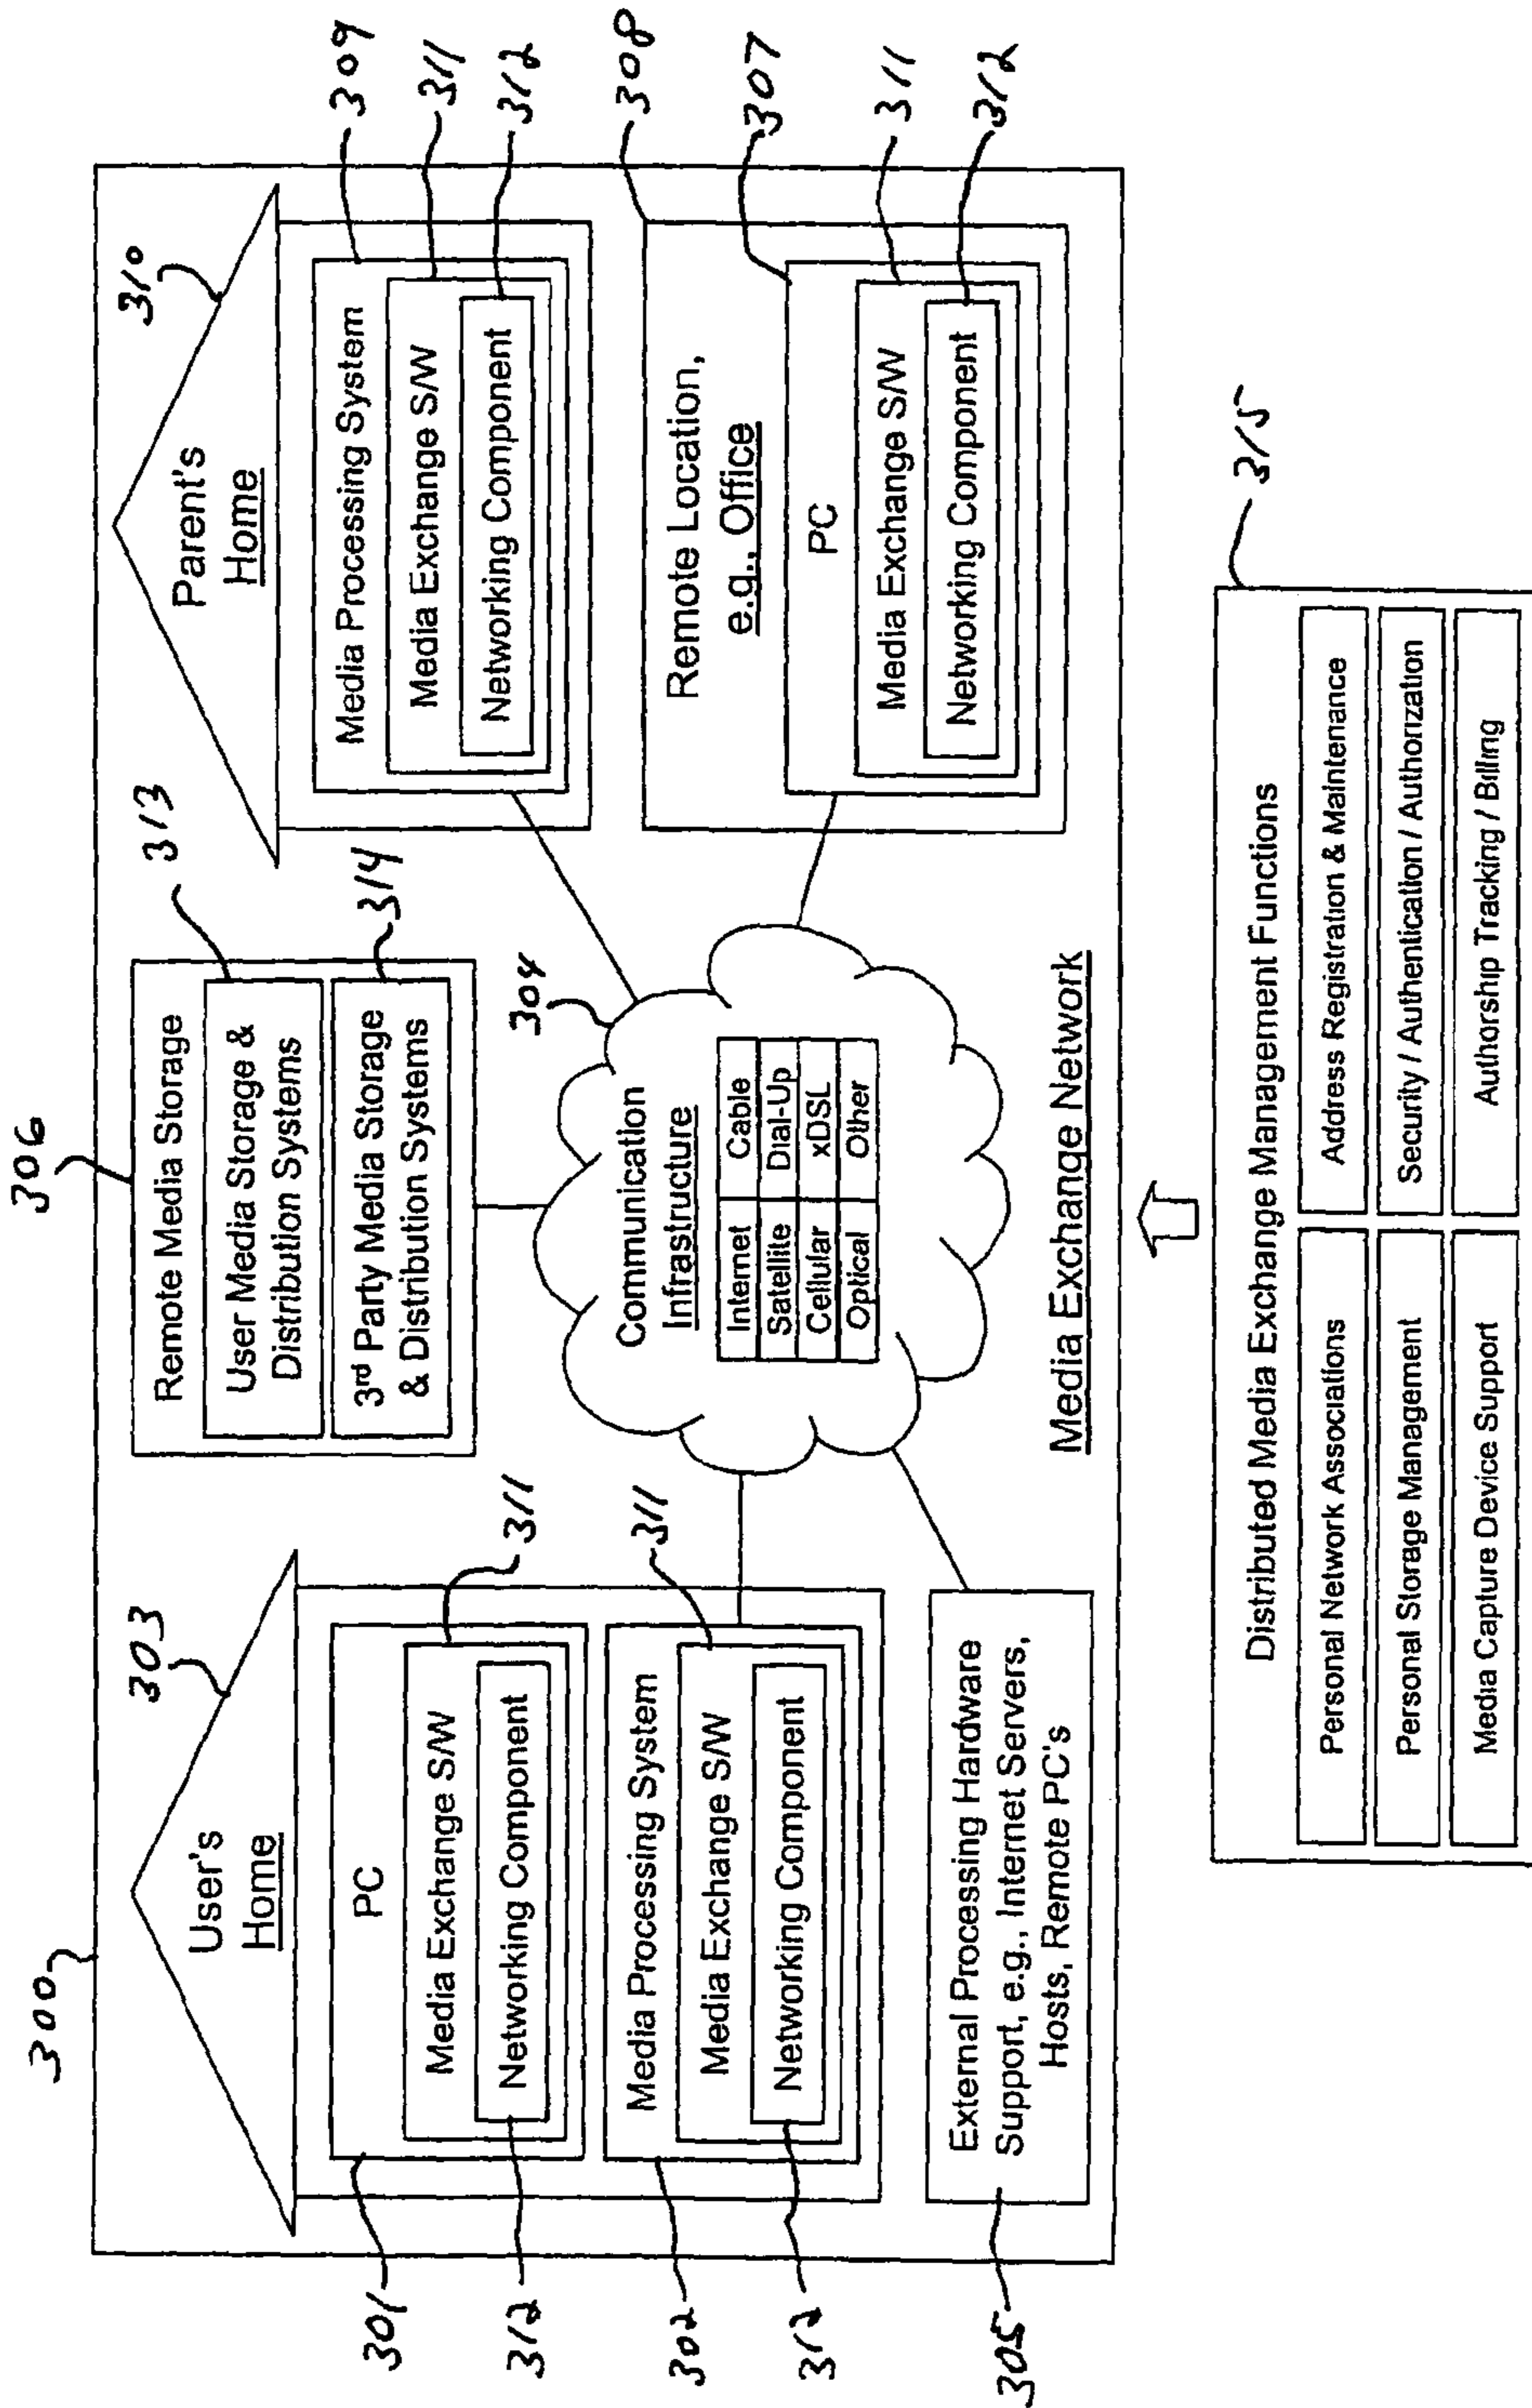 300
306
User's
Home
303
PC
Media Exchange S/W
Networking Component
311
301
312
Media Processing System
Media Exchange S/W
Networking Component
311
302
312
External Processing Hardware
Support, e.g., Internet Servers,
Hosts, Remote PC's
305
Remote Media Storage
User Media Storage &
Distribution Systems
3rd Party Media Storage
& Distribution Systems
313
314
304
Communication
Infrastructure
Internet Cable
Satellite Dial-Up
Cellular xDSL
Optical Other
Media Exchange Network
310
Parent's
Home
Media Processing System
Media Exchange S/W
Networking Component
309
311
312
Remote Location,
e.g., Office
PC
Media Exchange S/W
Networking Component
308
307
311
312
315
Distributed Media Exchange Management Functions
Personal Network Associations
Address Registration & Maintenance
Personal Storage Management
Security / Authentication / Authorization
Media Capture Device Support
Authorship Tracking / Billing